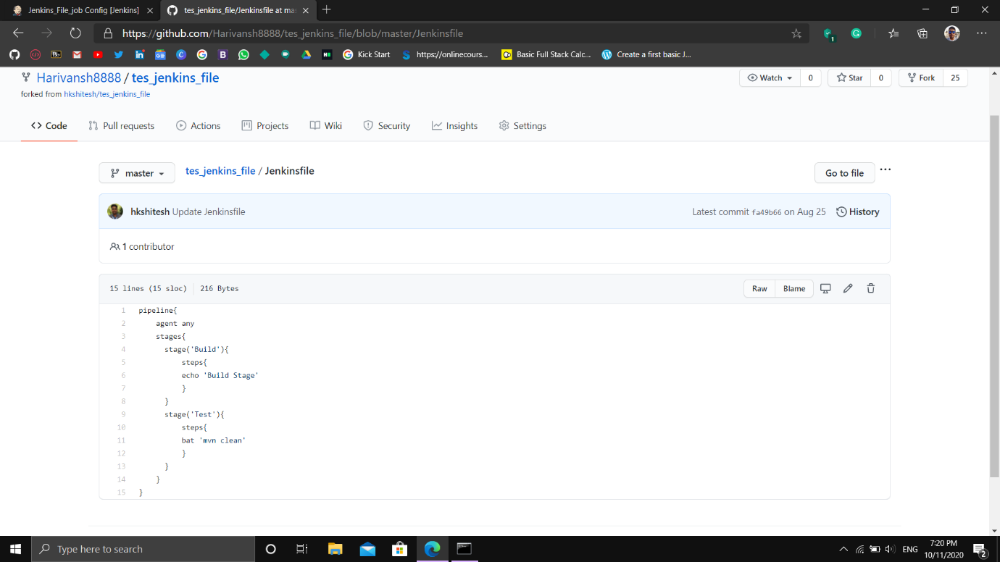 Jenkins_File_job Config [Jenkins]
tes_jenkins_file/Jenkinsfile at ma
https://github.com/Harivansh8888/tes_jenkins_file/blob/master/Jenkinsfile
1
Kick Start
https://onlinecours...
Basic Full Stack Calc...
Create a first basic J...
Harivansh8888 / tes_jenkins_file
forked from hkshitesh/tes_jenkins_file
Watch 0
Star 0
Fork 25
Code
Pull requests
Actions
Projects
Wiki
Security
Insights
Settings
master
tes_jenkins_file / Jenkinsfile
Go to file
hkshitesh Update Jenkinsfile
Latest commit fa49b66 on Aug 25
History
1 contributor
15 lines (15 sloc) 216 Bytes
Raw
Blame
1 pipeline{
2 agent any
3 stages{
4 stage('Build'){
5 steps{
6 echo 'Build Stage'
7 }
8 }
9 stage('Test'){
10 steps{
11 bat 'mvn clean'
12 }
13 }
14 }
15 }
Type here to search
ENG
7:20 PM
10/11/2020
2